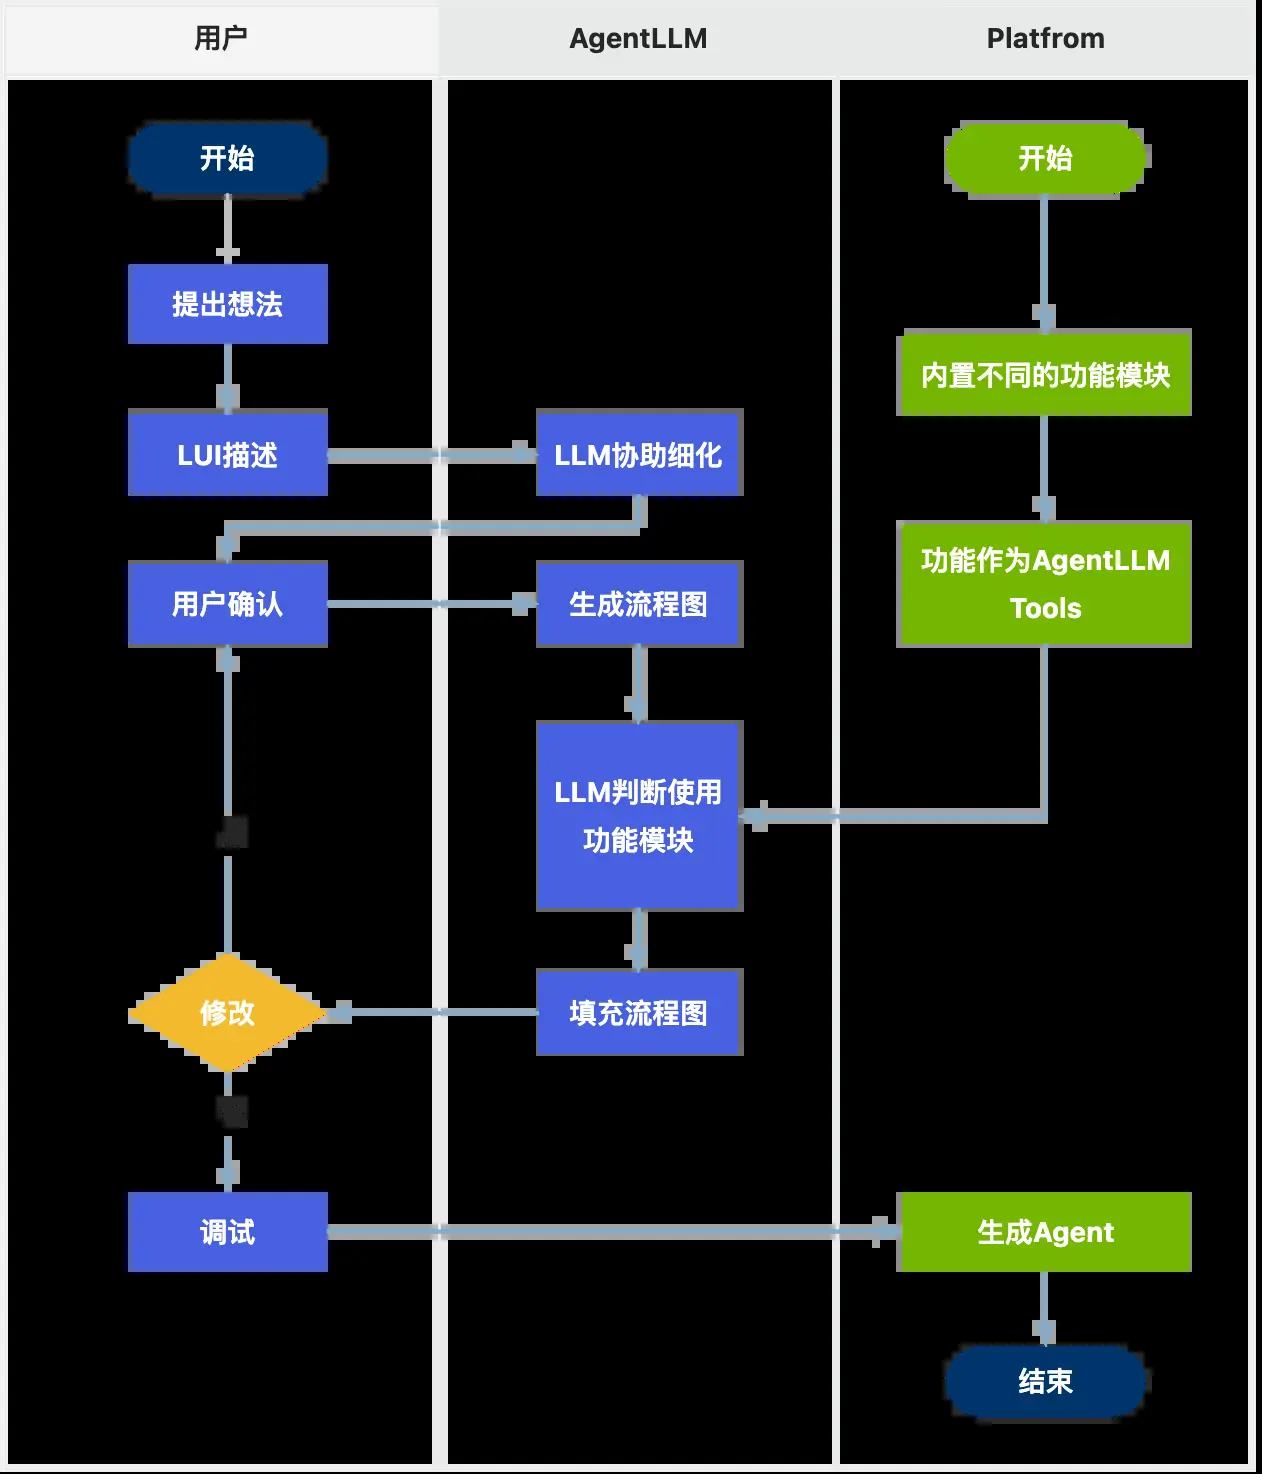 用户
AgentLLM
Platfrom
开始
开始
提出想法
内置不同的功能模块
LUI描述
LLM协助细化
功能作为AgentLLM
Tools
用户确认
生成流程图
LLM判断使用
功能模块
修改
填充流程图
调试
生成Agent
结束